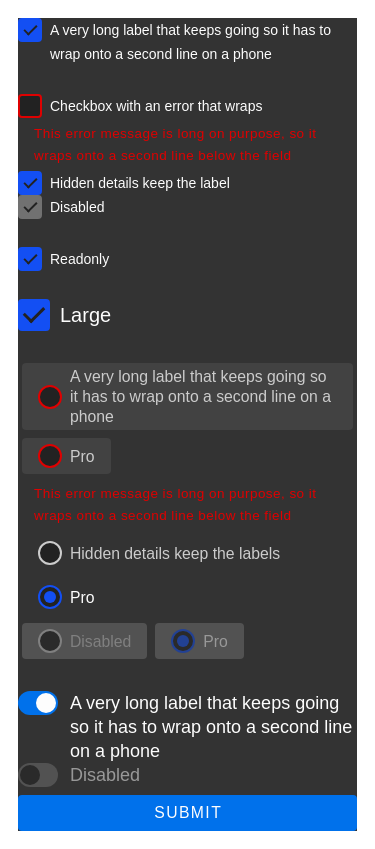 A very long label that keeps going so it has to
wrap onto a second line on a phone
Checkbox with an error that wraps
This error message is long on purpose, so it
wraps onto a second line below the field.
Hidden details keep the label
Disabled
Readonly
Large
A very long label that keeps going so
it has to wrap onto a second line on a
phone
Pro
This error message is long on purpose, so it
wraps onto a second line below the field.
Hidden details keep the labels
Pro
Disabled Pro
A very long label that keeps going
so it has to wrap onto a second line
on a phone
Disabled
SUBMIT